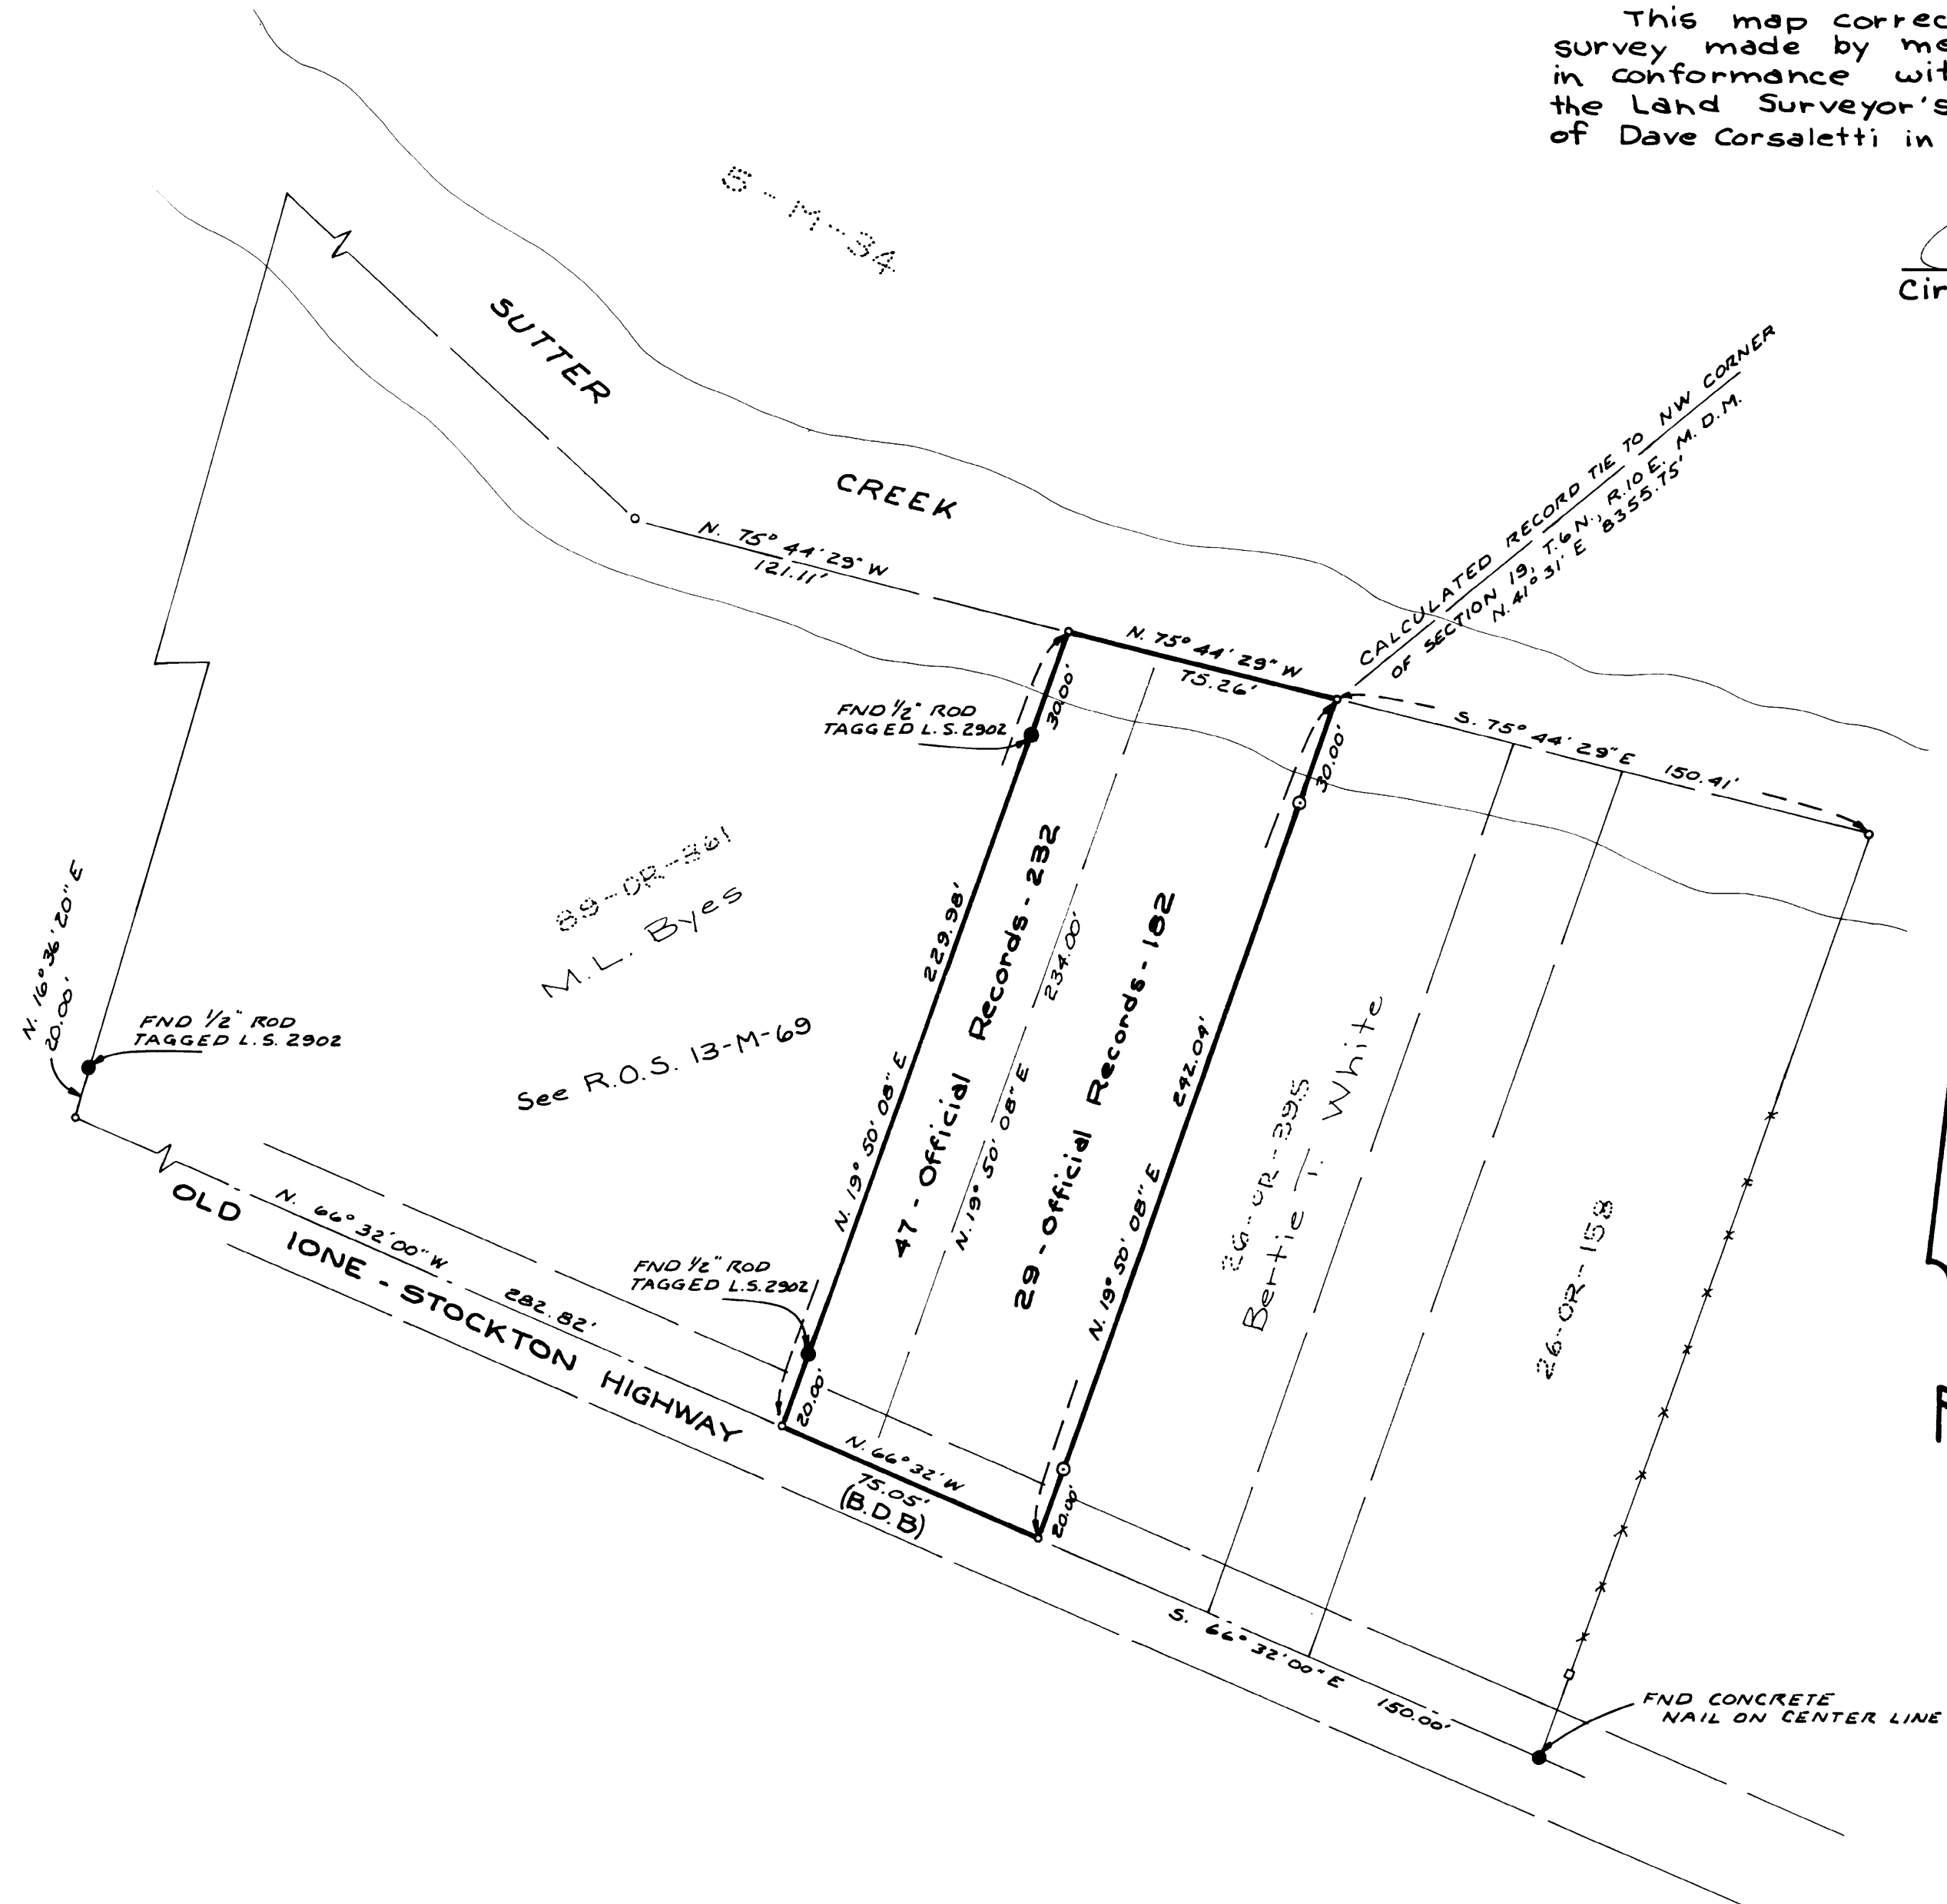 This map correc
survey made by me
in conformance wit
the Land Surveyor's
of Dave Corsaletti in
Cir
5-M-34
SUTTER
CREEK
CALCULATED RECORD TIE TO NW CORNER
OF SECTION 19, T.6 N., R.10 E. M.D.M.
N. 41° 31' E 8355.75'
N. 75° 44' 29" W
121.11'
N. 75° 44' 29" W
75.26'
S. 75° 44' 29" E 150.41'
30.00'
30.00'
FND 1/2" ROD
TAGGED L.S. 2902
89-OR-361
M.L. Byes
See R.O.S. 13-M-69
N. 16° 36' 20" E
20.00'
FND 1/2" ROD
TAGGED L.S. 2902
229.98'
N. 19° 50' 08" E
47 - Official Records - 232
234.00'
N. 19° 50' 08" E
29 - Official Records - 182
242.04'
N. 19° 50' 08" E
26-OR-395
Bertie I. White
26-OR-158
OLD IONE - STOCKTON HIGHWAY
N. 66° 32' 00" W 282.82'
FND 1/2" ROD
TAGGED L.S. 2902
20.00'
N. 66° 32' W
75.05'
(B.D.B)
20.00'
S. 66° 32' 00" E 150.00'
FND CONCRETE
NAIL ON CENTER LINE